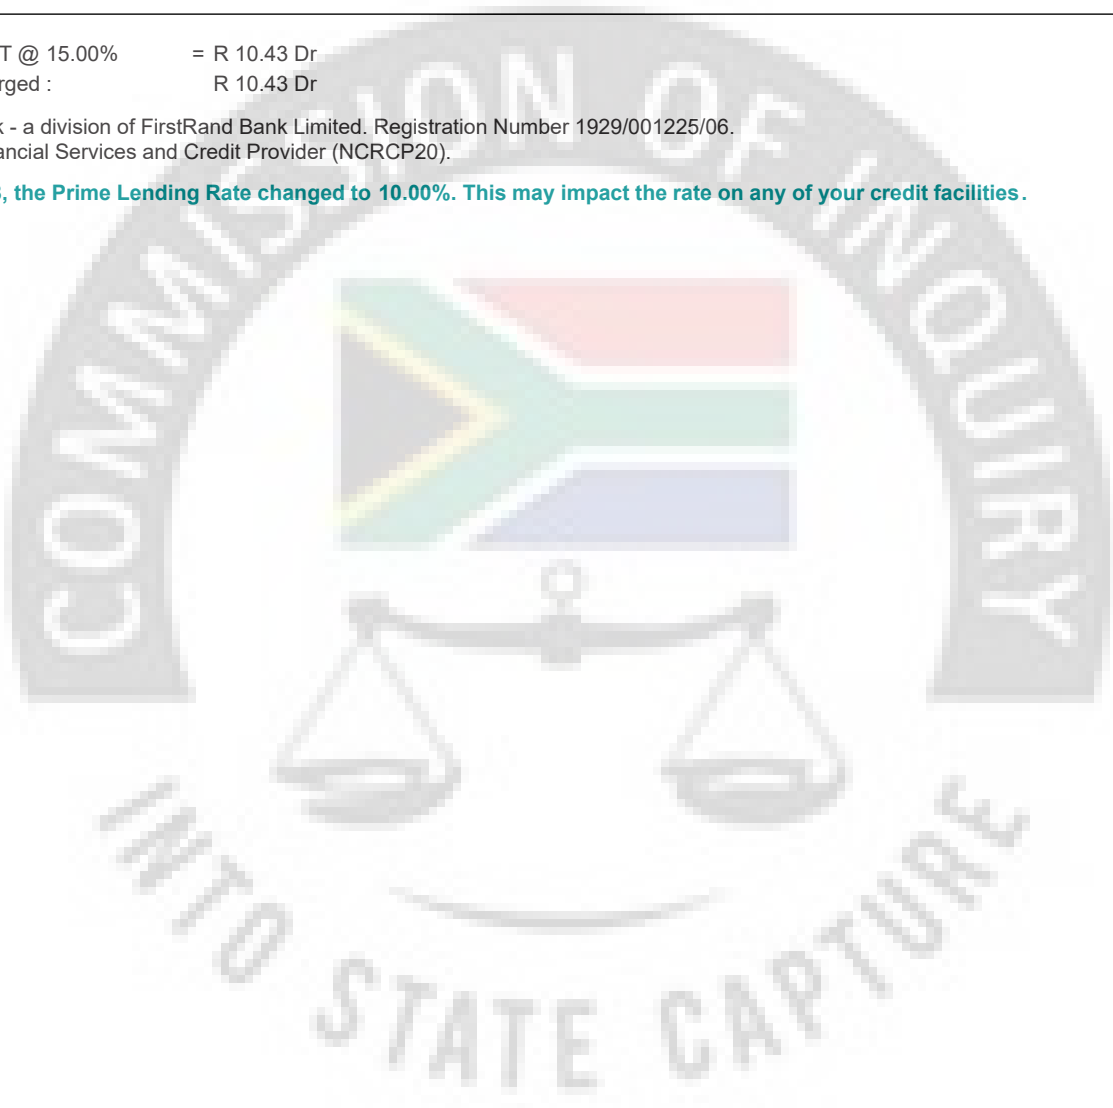 T @ 15.00% = R 10.43 Dr
rged : R 10.43 Dr
k - a division of FirstRand Bank Limited. Registration Number 1929/001225/06.
ancial Services and Credit Provider (NCRCP20).
, the Prime Lending Rate changed to 10.00%. This may impact the rate on any of your credit facilities.
COMMISSION OF INQUIRY
INTO STATE CAPTURE